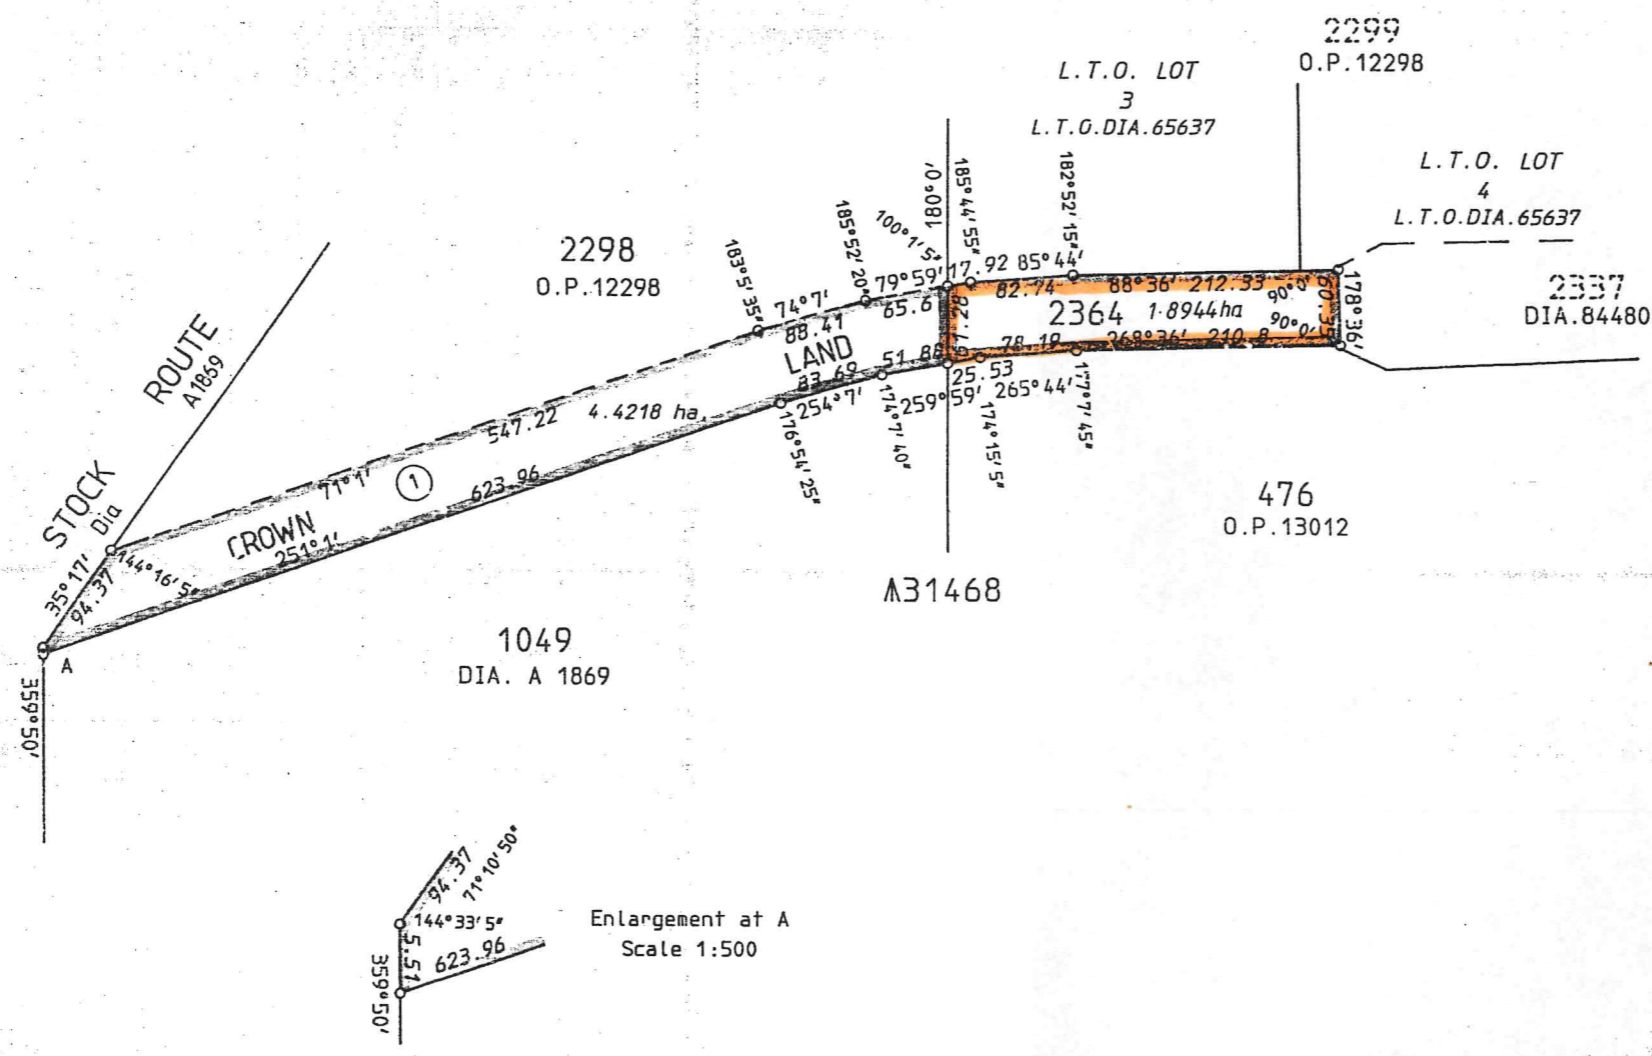 2299
O.P.12298
L.T.O. LOT
3
L.T.O.DIA.65637
L.T.O. LOT
4
L.T.O.DIA.65637
2337
DIA.84480
2298
O.P.12298
STOCK ROUTE
Dia A1869
183°5'35"
74°7'
88.41
185°52'20"
100°1'5"
79°59'
65.6
180°0'
185°44'55"
17.92
85°44'
82.74
182°52'15"
88°36' 212.33
90°0'
178°36'
60.35
90°0'
2364 1.8944ha
268°36' 210.8
78.19
25.53
265°44'
177°7'45"
174°15'5"
259°59'
51.88
174°7'40"
254°7'
83.69
176°54'25"
CROWN LAND
547.22
4.4218 ha.
71°1'
1
623.96
251°1'
144°16'5"
35°17'
94.37
A
359°50'
476
O.P.13012
A31468
1049
DIA. A 1869
94.37
71°10'50"
144°33'5"
5.51
623.96
359°50'
Enlargement at A
Scale 1:500